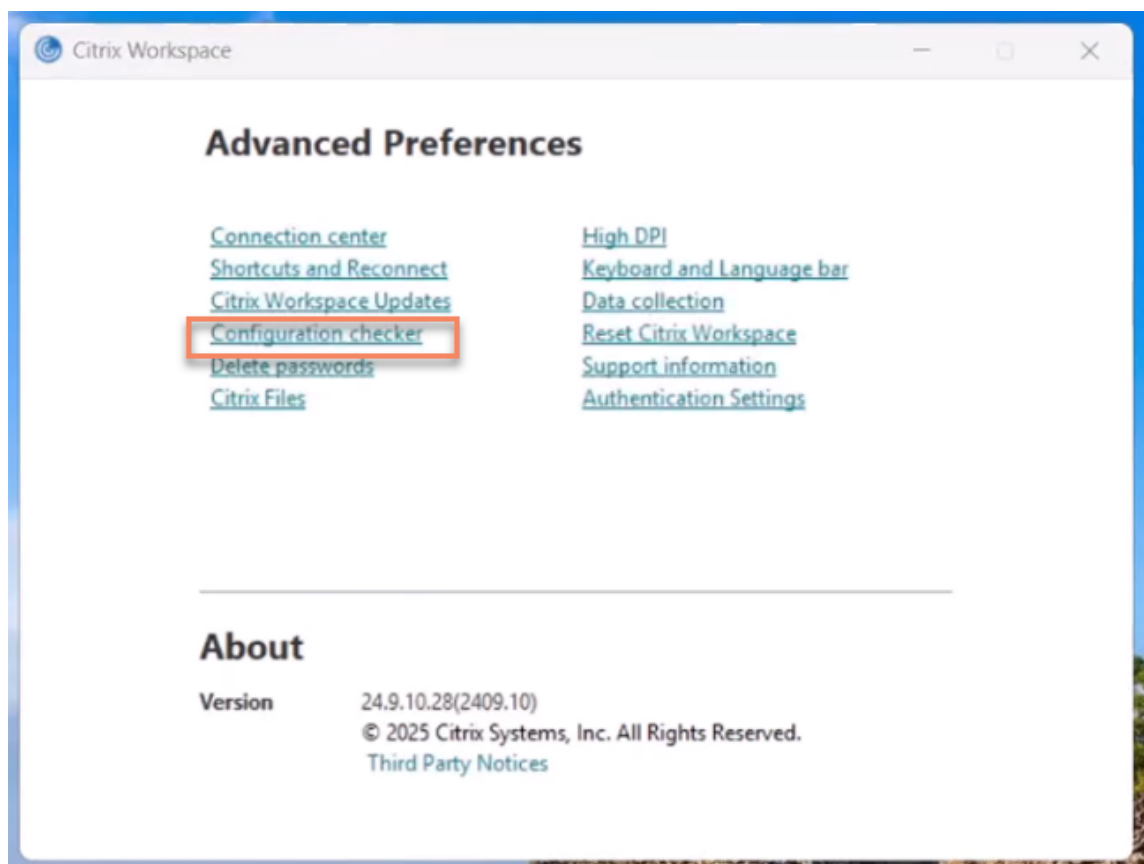 Citrix Workspace
Advanced Preferences
Connection center
Shortcuts and Reconnect
Citrix Workspace Updates
Configuration checker
Delete passwords
Citrix Files
High DPI
Keyboard and Language bar
Data collection
Reset Citrix Workspace
Support information
Authentication Settings
About
Version 24.9.10.28(2409.10)
© 2025 Citrix Systems, Inc. All Rights Reserved.
Third Party Notices